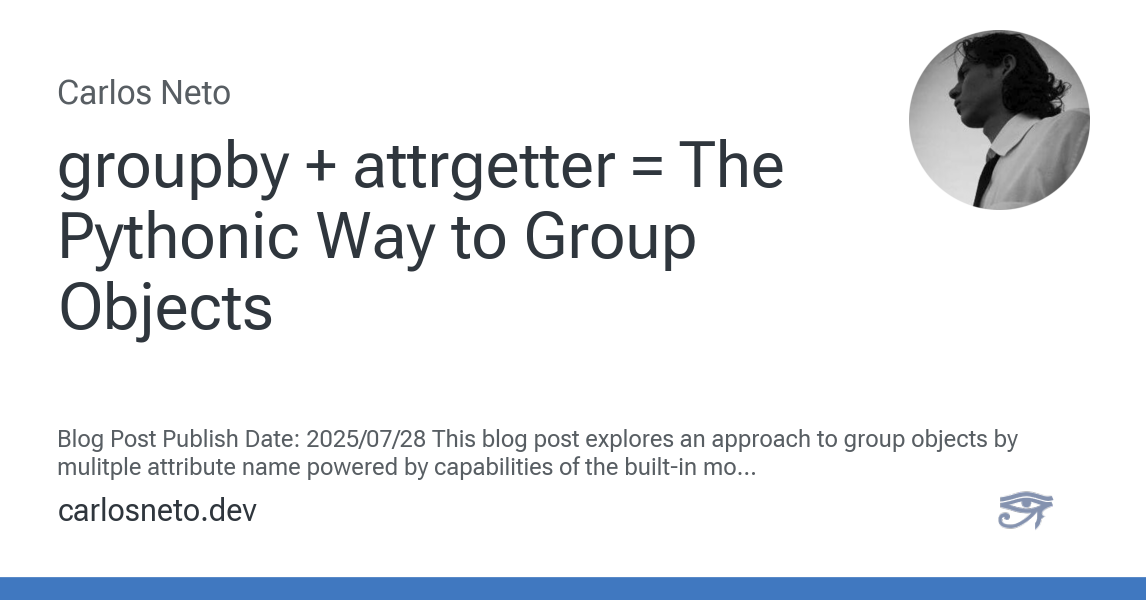 Carlos Neto
groupby + attrgetter = The
Pythonic Way to Group
Objects
Blog Post Publish Date: 2025/07/28 This blog post explores an approach to group objects by
mulitple attribute name powered by capabilities of the built-in mo...
carlosneto.dev